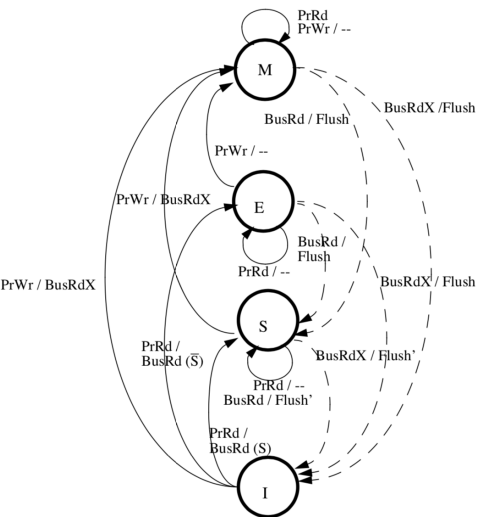 PrRd
PrWr / --
M
BusRdX /Flush
BusRd / Flush
PrWr / --
PrWr / BusRdX
E
BusRd /
Flush
PrRd / --
PrWr / BusRdX
BusRdX / Flush
S
PrRd /
BusRd (S̅)
BusRdX / Flush'
PrRd / --
BusRd / Flush'
PrRd /
BusRd (S)
I